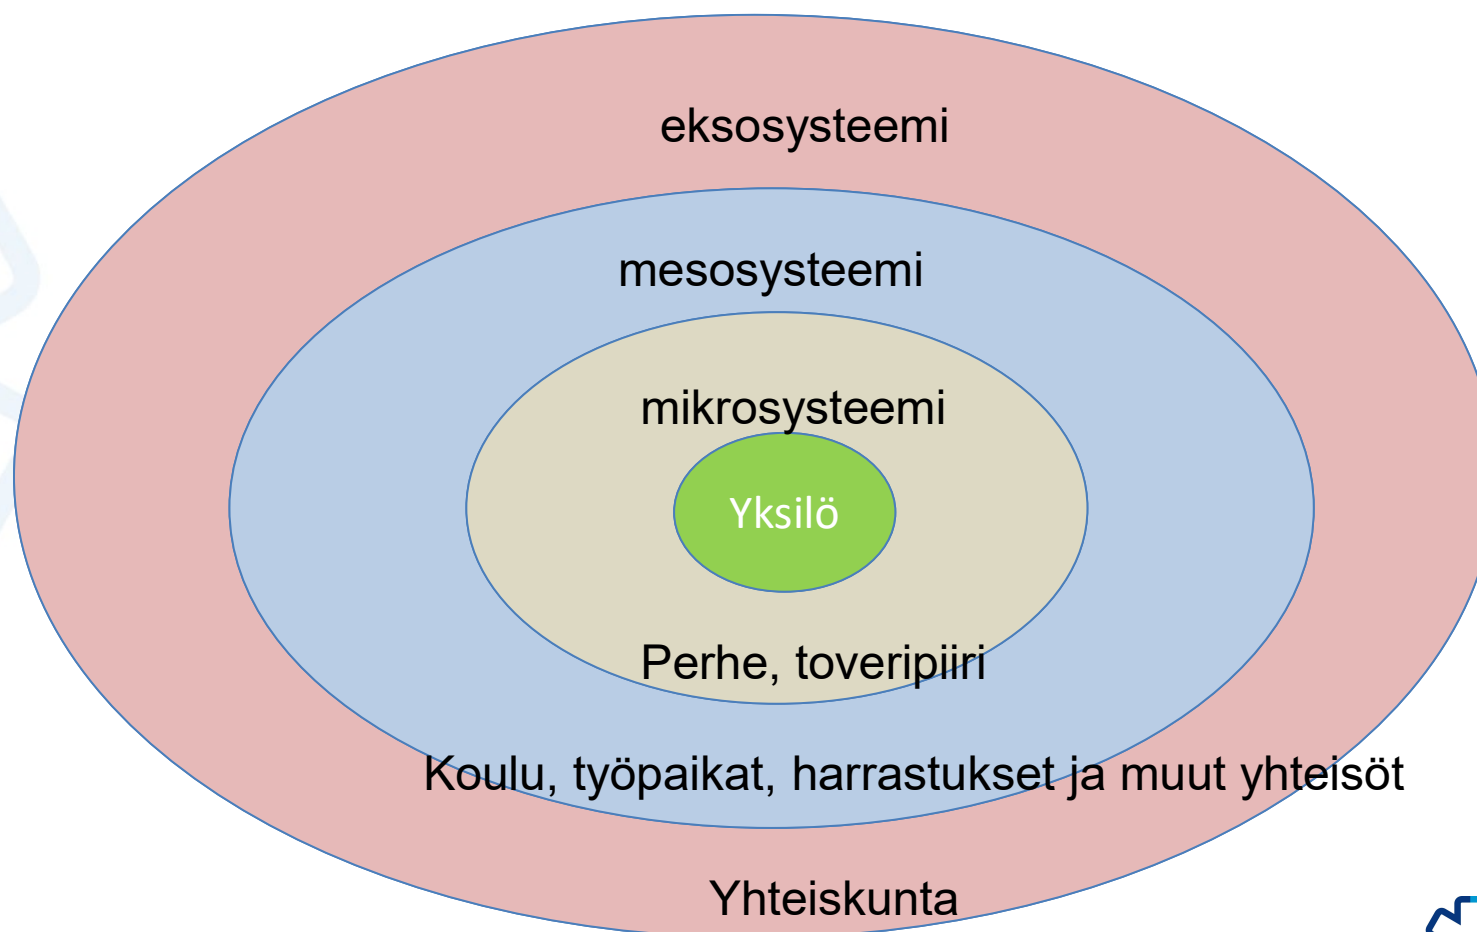 eksosysteemi
mesosysteemi
mikrosysteemi
Yksilö
Perhe, toveripiiri
Koulu, työpaikat, harrastukset ja muut yhteisöt
Yhteiskunta